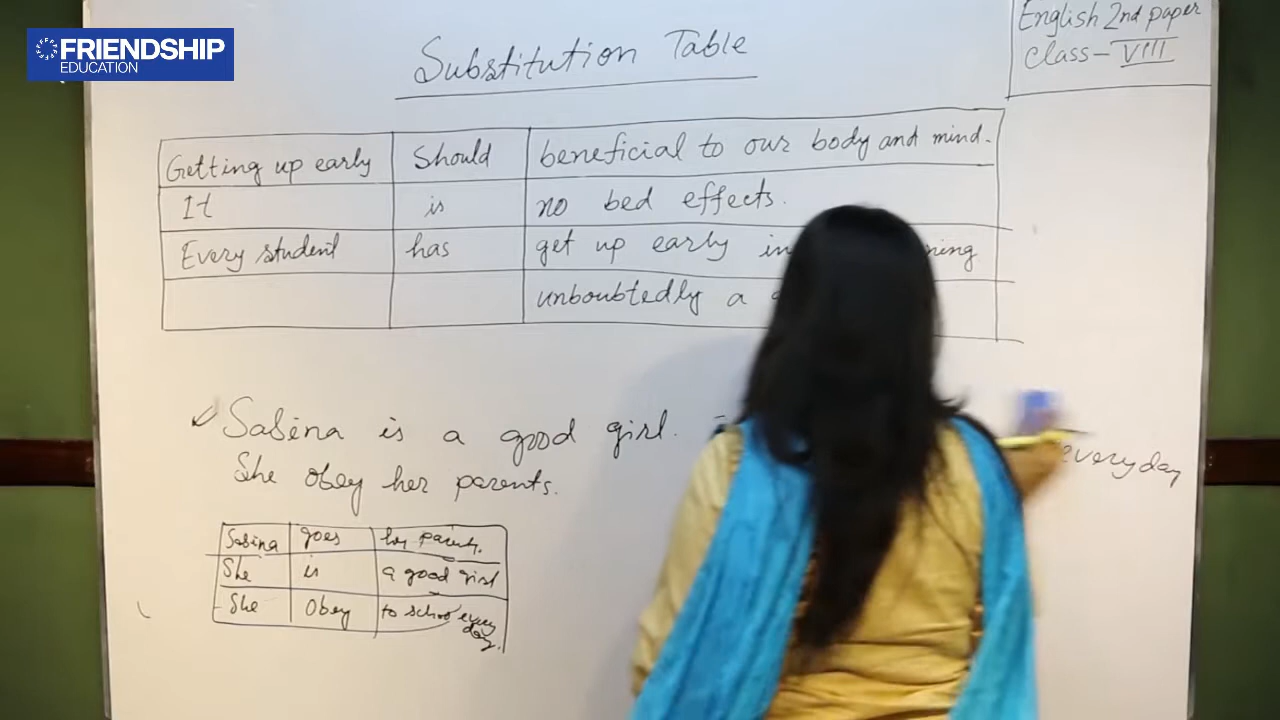 FRIENDSHIP
EDUCATION
English 2nd paper
Class - VIII
Substitution Table
Getting up early Should beneficial to our body and mind.
It is no bed effects.
Every student has get up early in
unboubtedly a
Sabina is a good girl.
She obey her parents.
everyday
Sabina goes her parents.
She is a good girl
She obey to school every day.